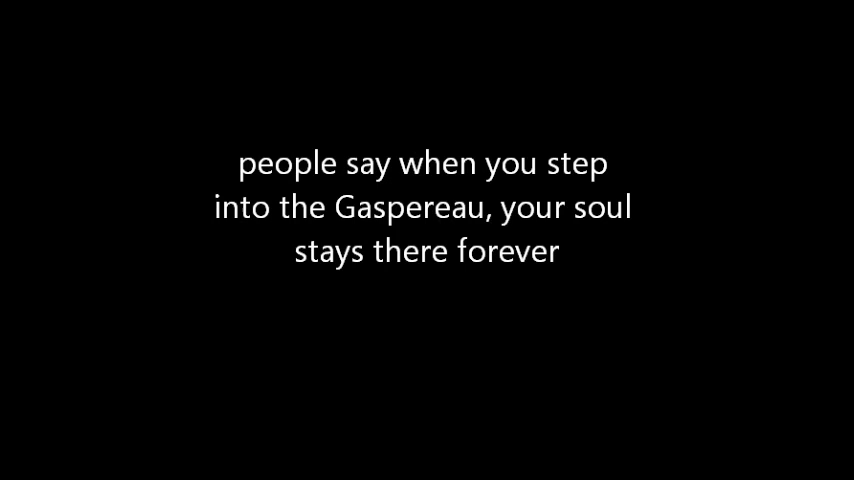 people say when you step
into the Gaspereau, your soul
stays there forever